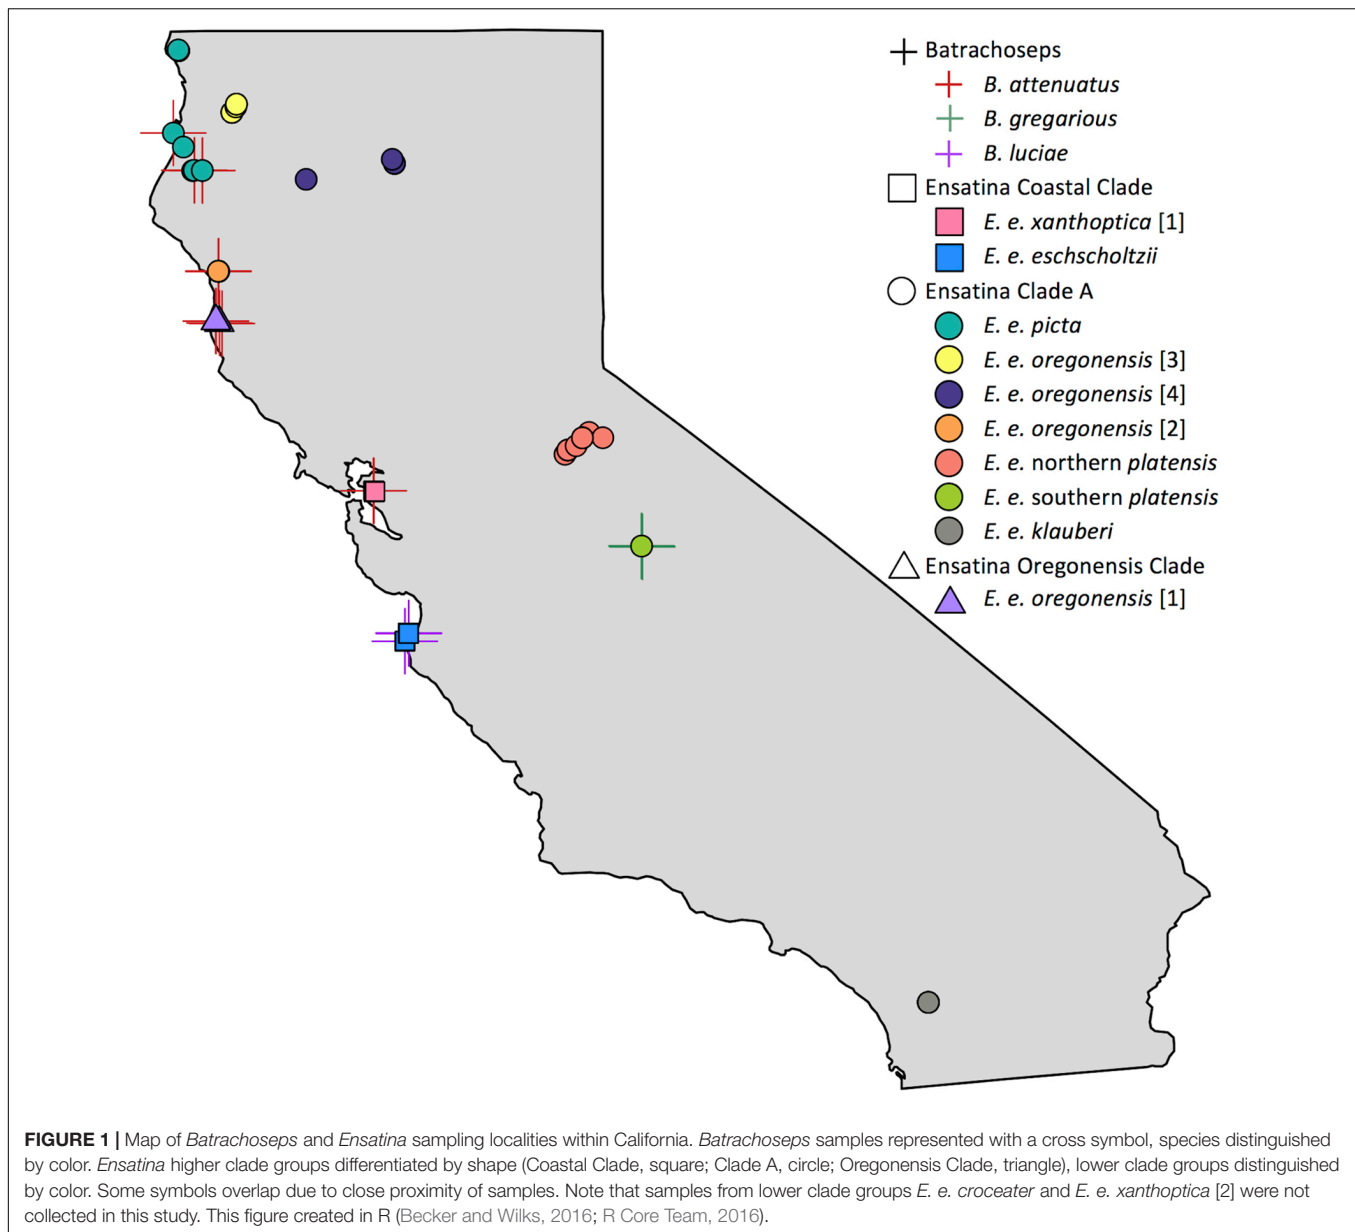 Batrachoseps
B. attenuatus
B. gregarious
B. luciae
Ensatina Coastal Clade
E. e. xanthoptica [1]
E. e. eschscholtzii
Ensatina Clade A
E. e. picta
E. e. oregonensis [3]
E. e. oregonensis [4]
E. e. oregonensis [2]
E. e. northern platensis
E. e. southern platensis
E. e. klauberi
Ensatina Oregonensis Clade
E. e. oregonensis [1]
FIGURE 1 | Map of Batrachoseps and Ensatina sampling localities within California. Batrachoseps samples represented with a cross symbol, species distinguished
by color. Ensatina higher clade groups differentiated by shape (Coastal Clade, square; Clade A, circle; Oregonensis Clade, triangle), lower clade groups distinguished
by color. Some symbols overlap due to close proximity of samples. Note that samples from lower clade groups E. e. croceater and E. e. xanthoptica [2] were not
collected in this study. This figure created in R (Becker and Wilks, 2016; R Core Team, 2016).